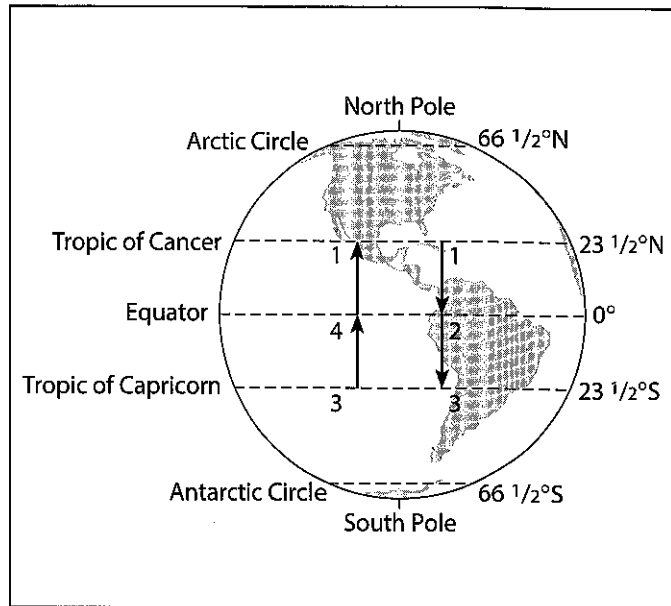 North Pole
Arctic Circle 66 1/2°N
Tropic of Cancer 23 1/2°N
1 1
Equator 0°
4 2
Tropic of Capricorn 23 1/2°S
3 3
Antarctic Circle 66 1/2°S
South Pole